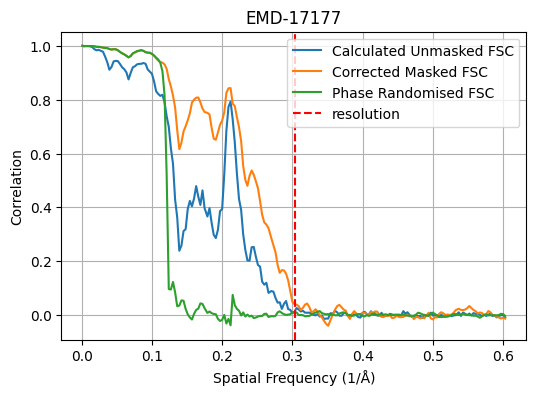 EMD-17177
Calculated Unmasked FSC
Corrected Masked FSC
Phase Randomised FSC
resolution
Correlation
1.0
0.8
0.6
0.4
0.2
0.0
0.0 0.1 0.2 0.3 0.4 0.5 0.6
Spatial Frequency (1/Å)